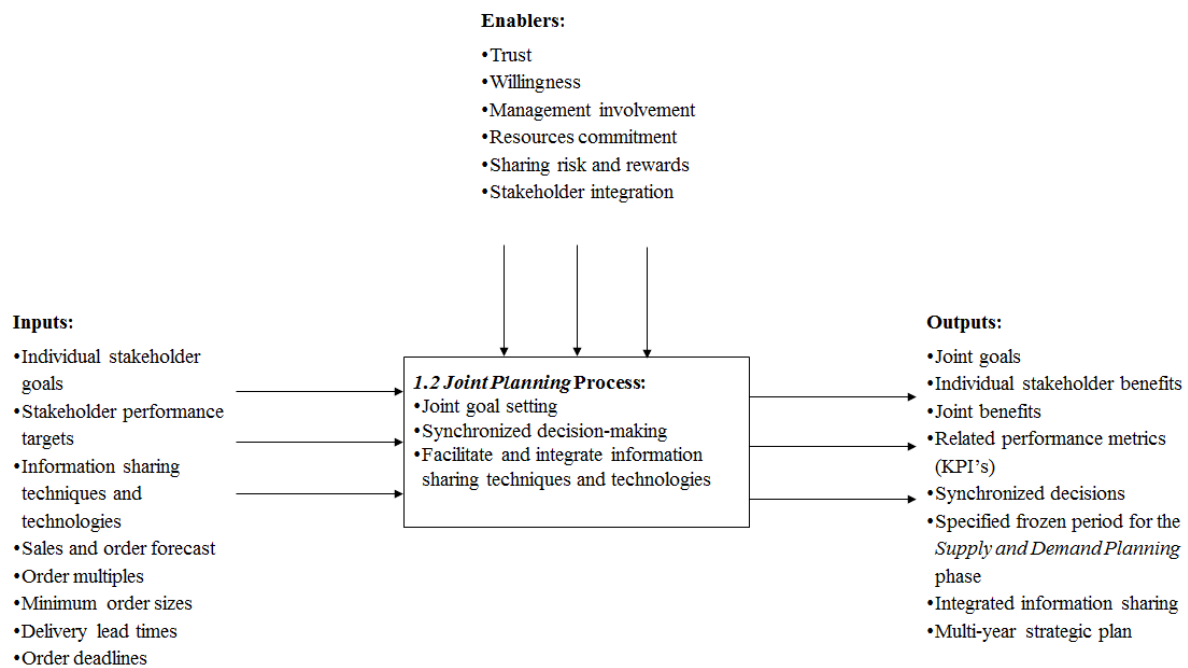 Enablers:
•Trust
•Willingness
•Management involvement
•Resources commitment
•Sharing risk and rewards
•Stakeholder integration
Inputs:
•Individual stakeholder
goals
•Stakeholder performance
targets
•Information sharing
techniques and
technologies
•Sales and order forecast
•Order multiples
•Minimum order sizes
•Delivery lead times
•Order deadlines
1.2 Joint Planning Process:
•Joint goal setting
•Synchronized decision-making
•Facilitate and integrate information
sharing techniques and technologies
Outputs:
•Joint goals
•Individual stakeholder benefits
•Joint benefits
•Related performance metrics
(KPI’s)
•Synchronized decisions
•Specified frozen period for the
Supply and Demand Planning
phase
•Integrated information sharing
•Multi-year strategic plan